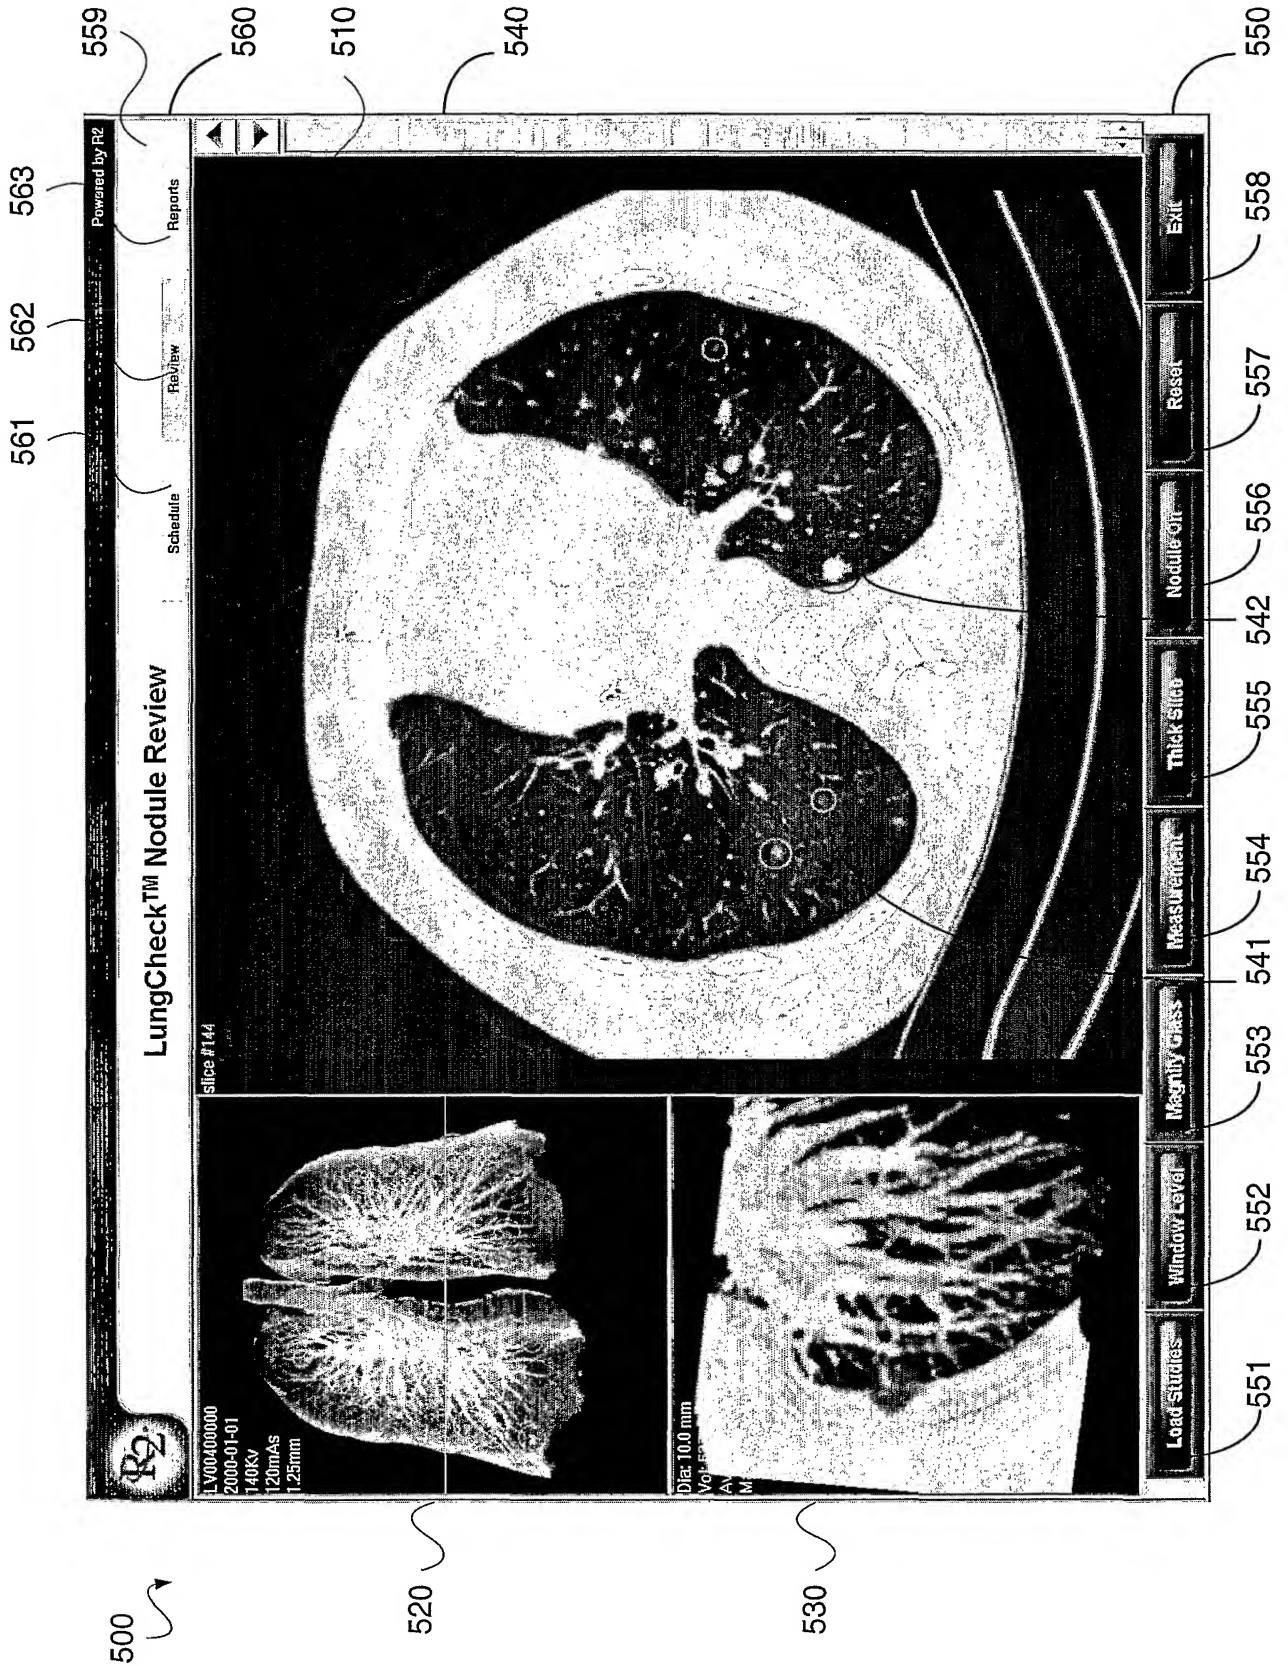 500
559
560
510
540
550
563
562
561
Powered by R2
R2.
LungCheck™ Nodule Review
Schedule
Review
Reports
LV00400000
2000-01-01
140Kv
120mAs
1.25mm
slice #144
Dia: 10.0 mm
520
530
Load Studies
Window Level
Magnify Glass
Measurement
Thick Slice
Nodule On
Reset
Exit
551
552
553
541
554
555
542
556
557
558